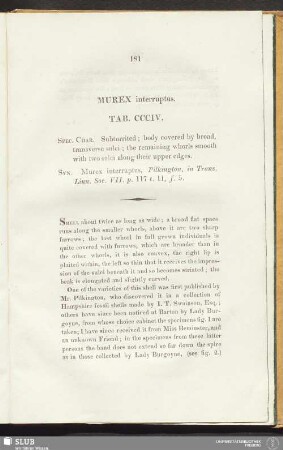 181
MUREX interruptus.
TAB. CCCIV.
Spec. Char. Subturrited; body covered by broad,
transverse sulci; the remaining whorls smooth
with two sulci along their upper edges.
Syn. Murex interruptus, Pilkington, in Trans.
Linn. Soc. VII. p. 117 t. 11, f. 5.
Shell about twice as long as wide; a broad flat space
runs along the smaller whorls, above it are two sharp
furrows, the last whorl in full grown individuals is
quite covered with furrows, which are broader than in
the other whorls, it is also convex, the right lip is
plaited within, the left so thin that it receives the impres-
sion of the sulci beneath it and so becomes striated; the
beak is elongated and slightly curved.
One of the varieties of this shell was first published by
Mr. Pilkington, who discovered it in a collection of
Hampshire fossil shells made by I. T. Swainson, Esq.;
others have since been noticed at Barton by Lady Bur-
goyne, from whose choice cabinet the specimens fig. 1 are
taken; I have since received it from Miss Beminster, and
an unknown Friend; in the specimens from these latter
persons the band does not extend so far down the spire
as in those collected by Lady Burgoyne, (see fig. 2.)
SLUB
Wir führen Wissen.